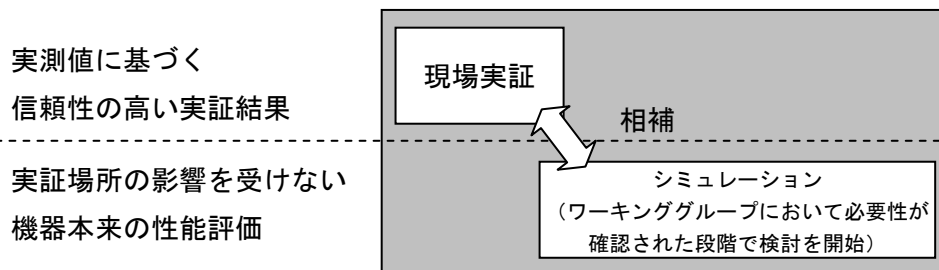 実測値に基づく
信頼性の高い実証結果
現場実証
相補
実証場所の影響を受けない
機器本来の性能評価
シミュレーション
（ワーキンググループにおいて必要性が
確認された段階で検討を開始）